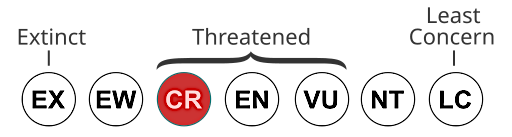 Extinct
Threatened
Least
Concern
EX EW CR EN VU NT LC